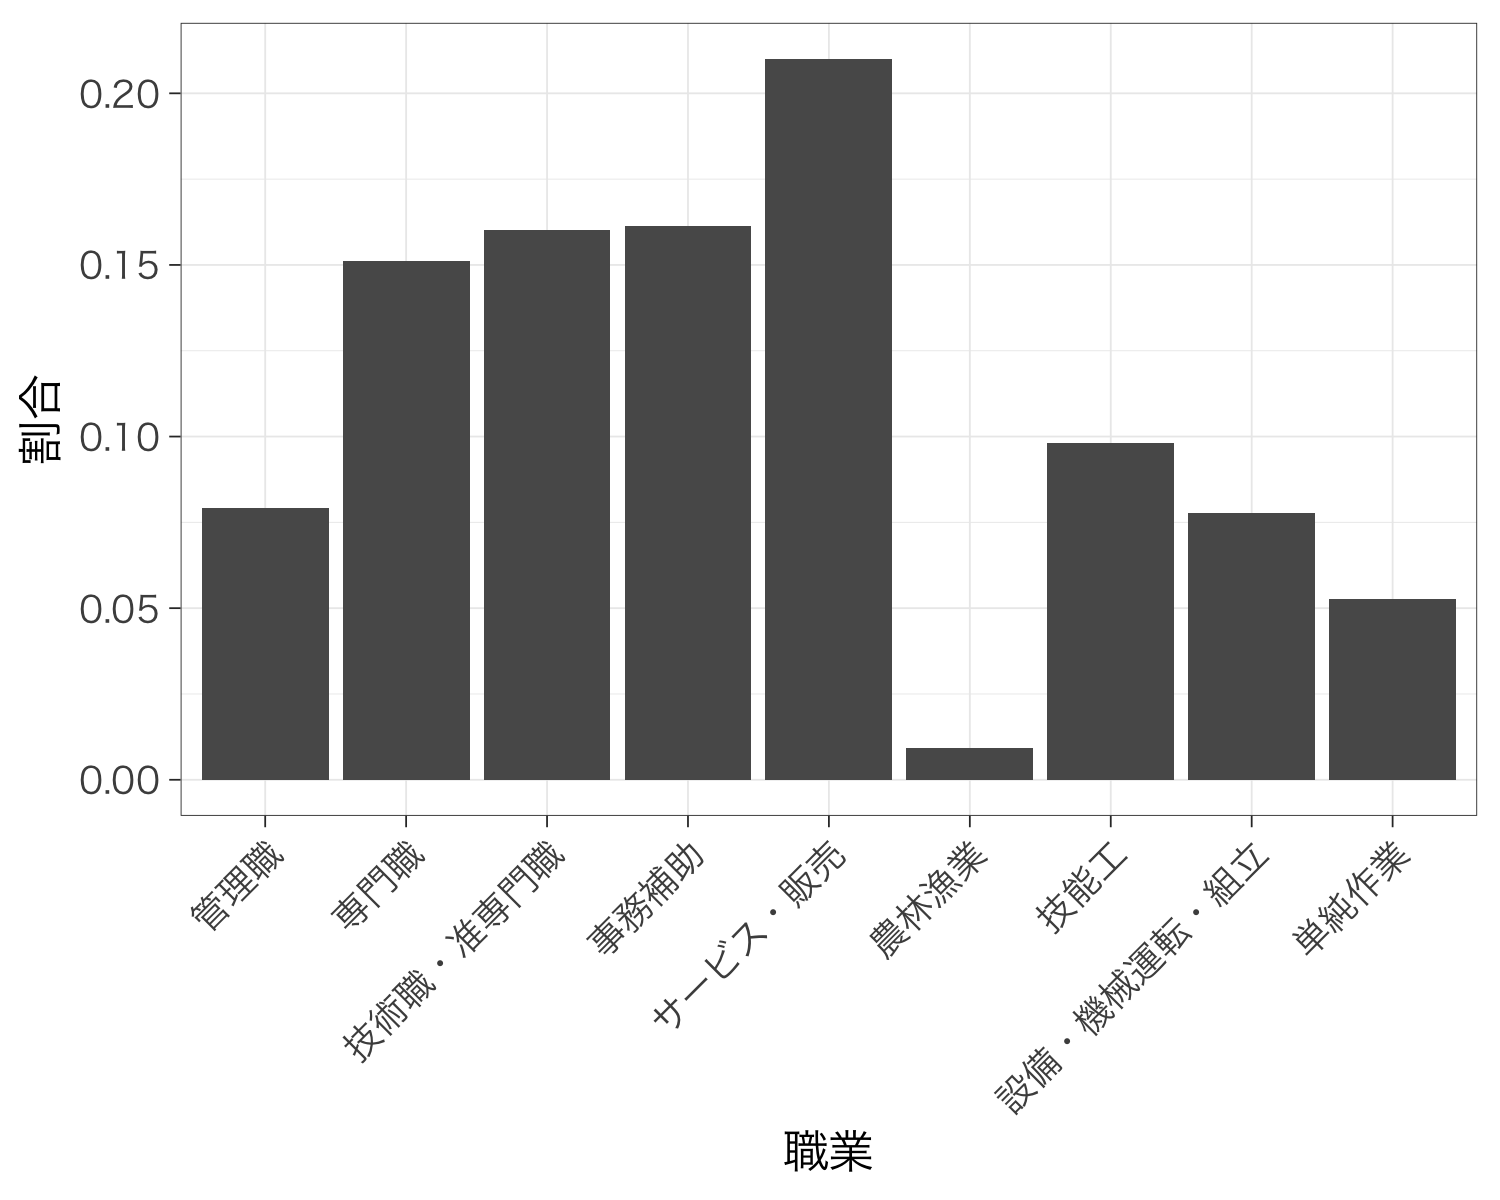 割合
0.20
0.15
0.10
0.05
0.00
管理職
専門職
技術職・准専門職
事務補助
サービス・販売
農林漁業
技能工
設備・機械運転・組立
単純作業
職業